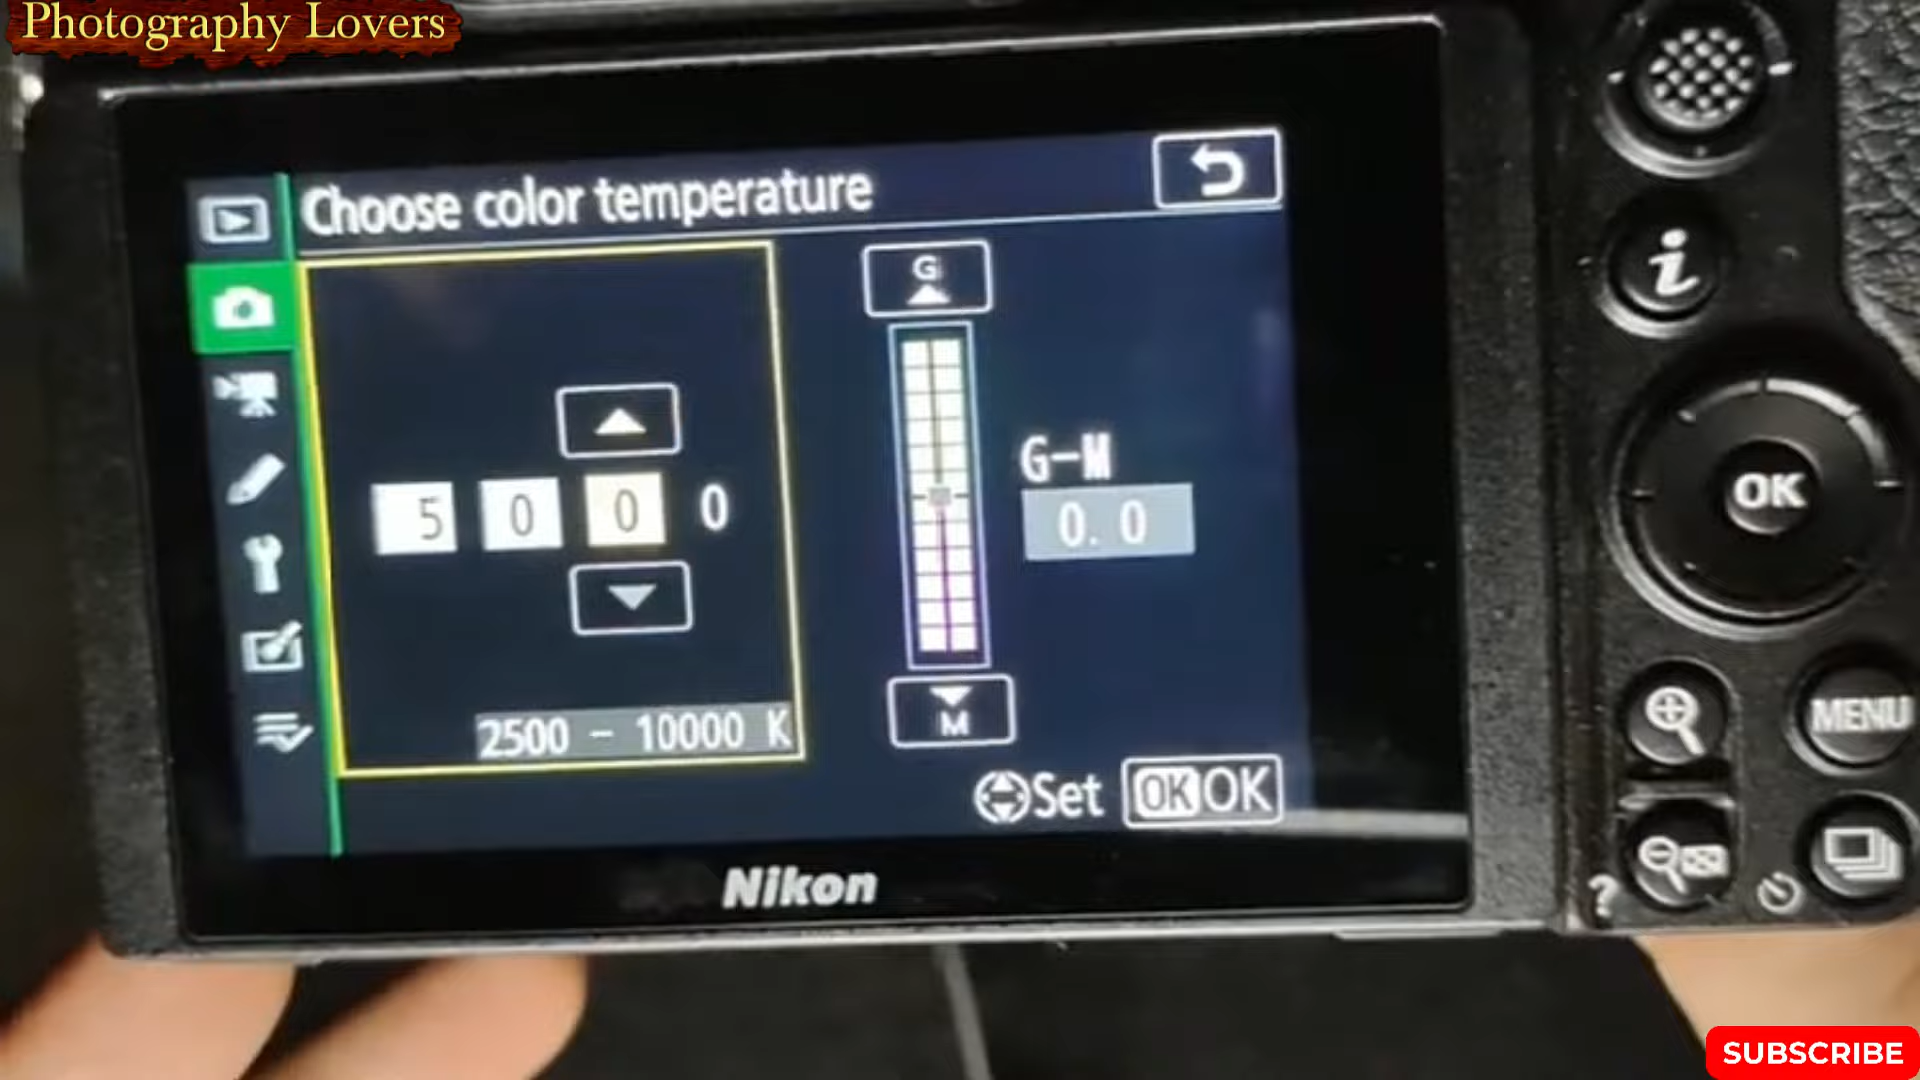 Photography Lovers
Choose color temperature
G
5 0 0 0
G-M
0.0
2500 - 10000 K
M
Set OK OK
Nikon
i
OK
MENU
?
SUBSCRIBE